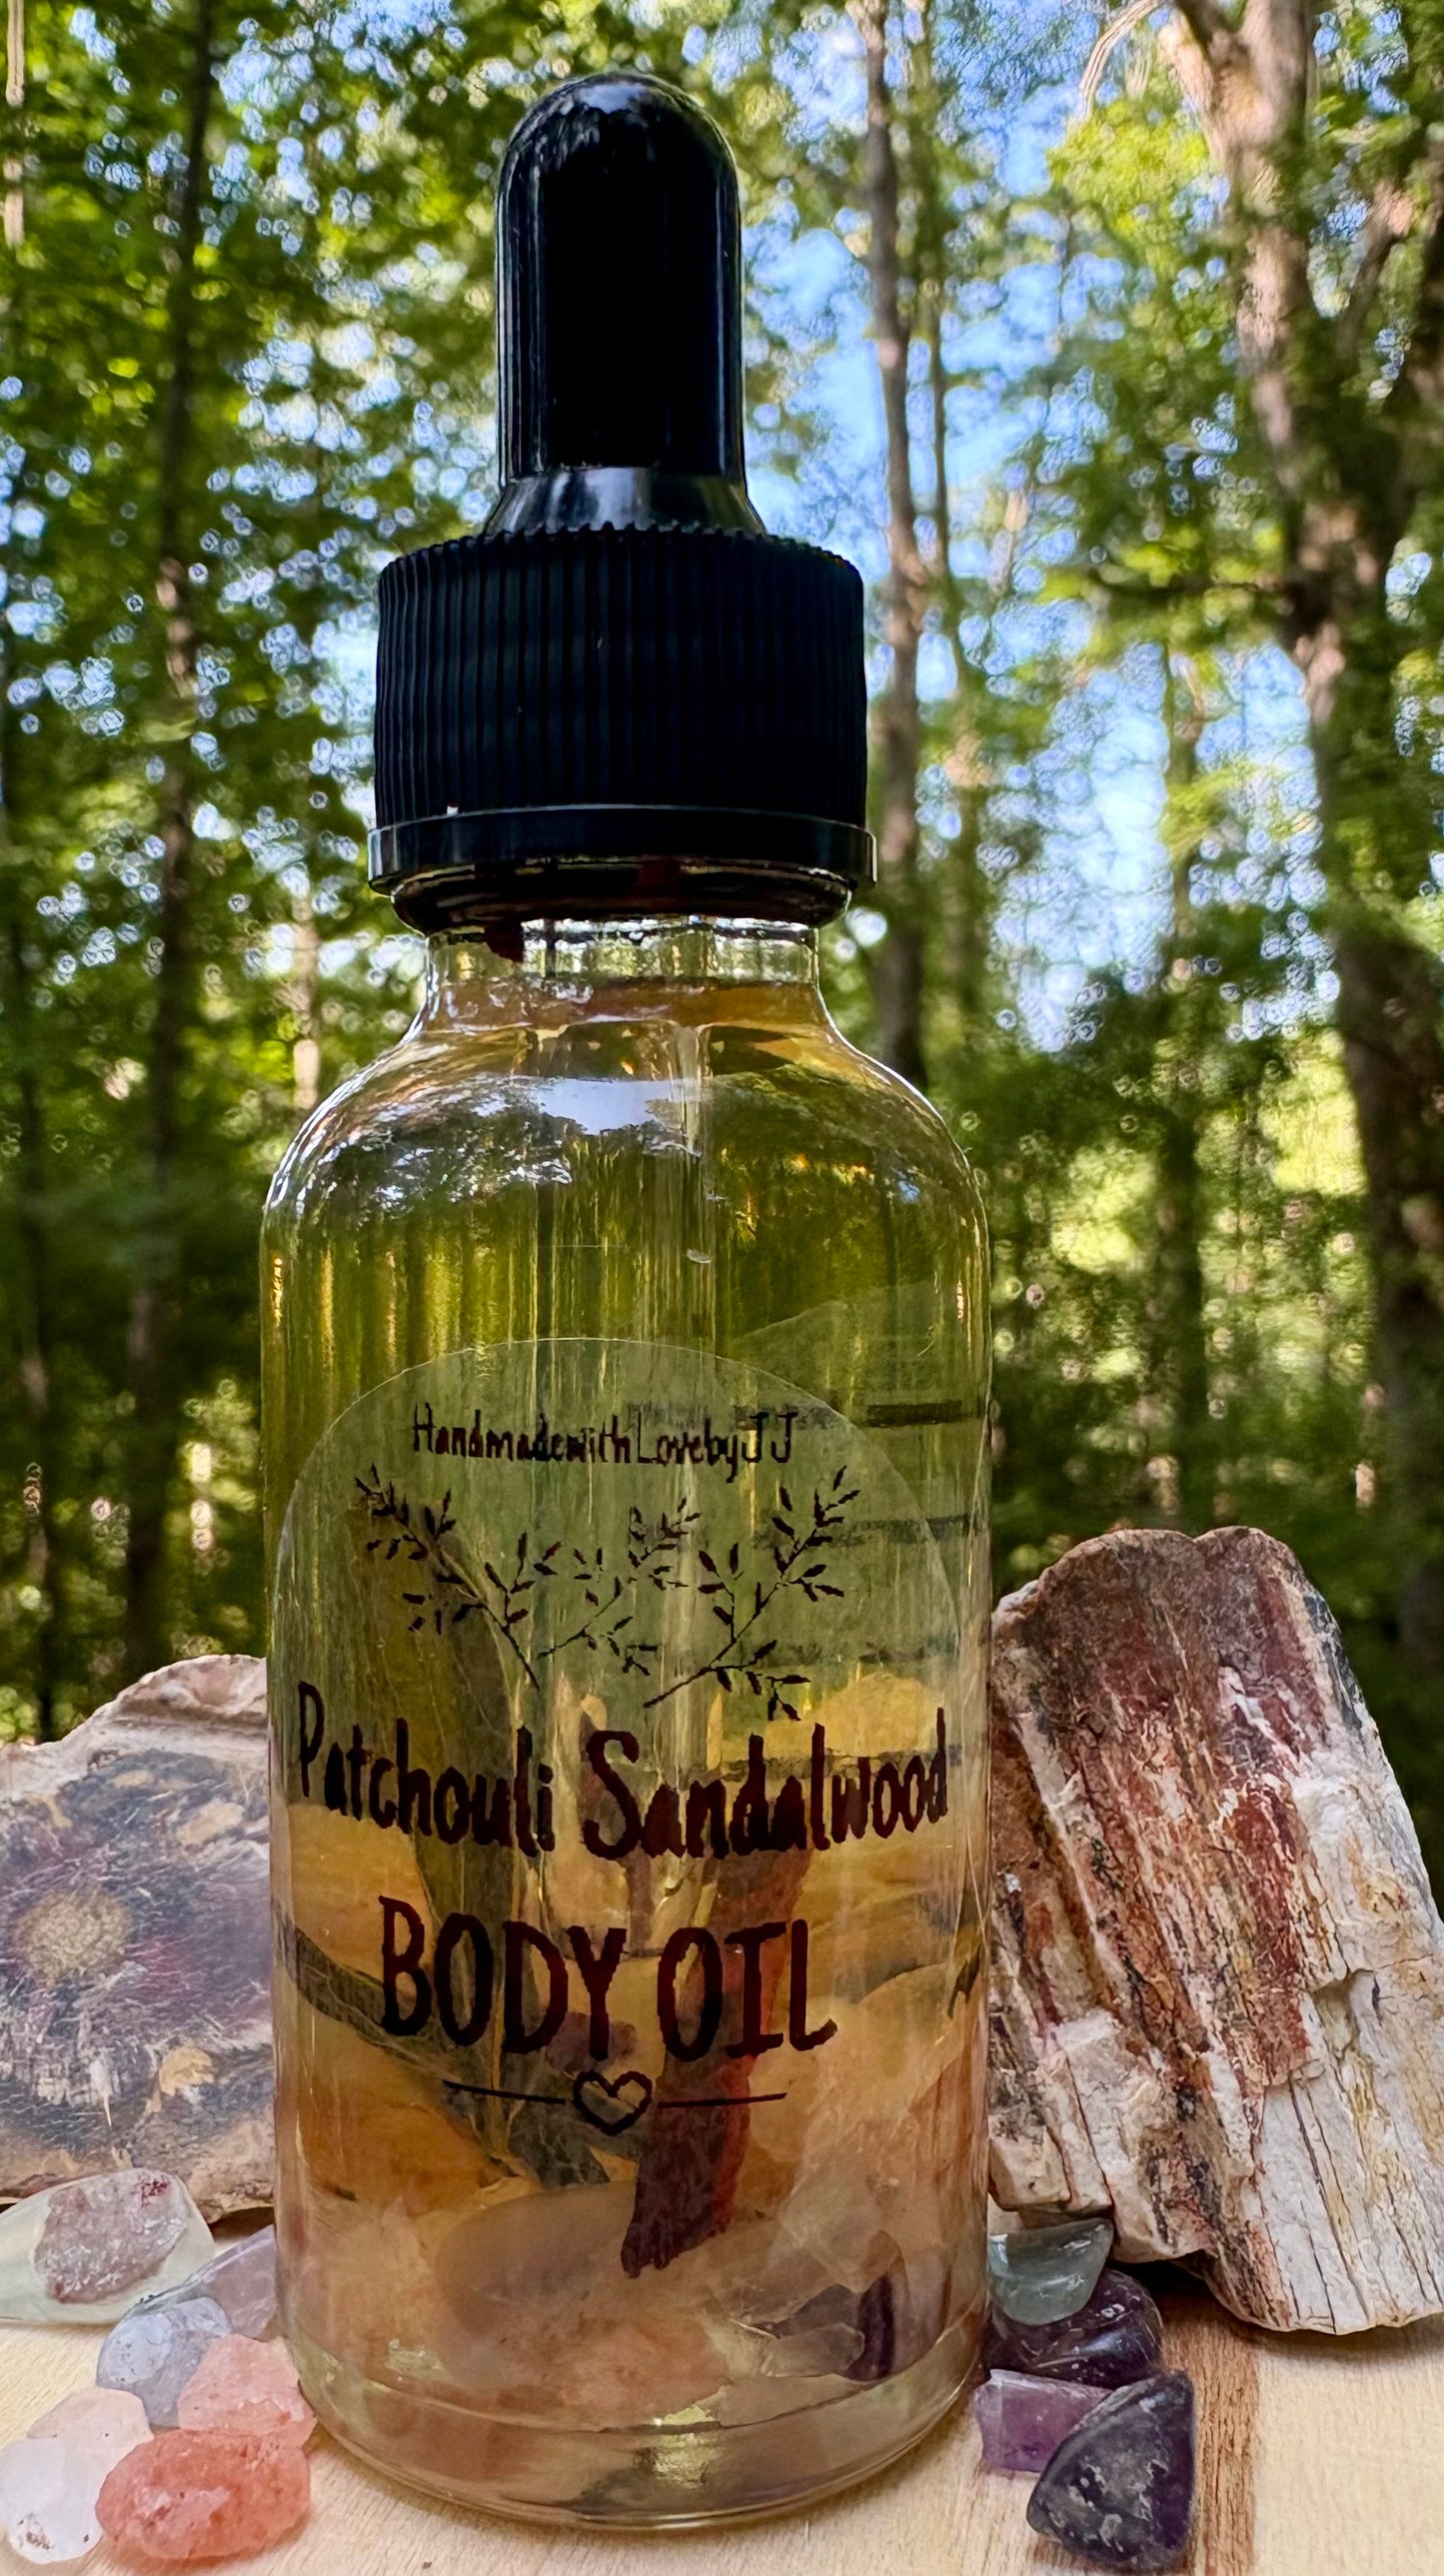 HandmadewithLovebyJJ
Patchouli Sandalwood
BODY OIL